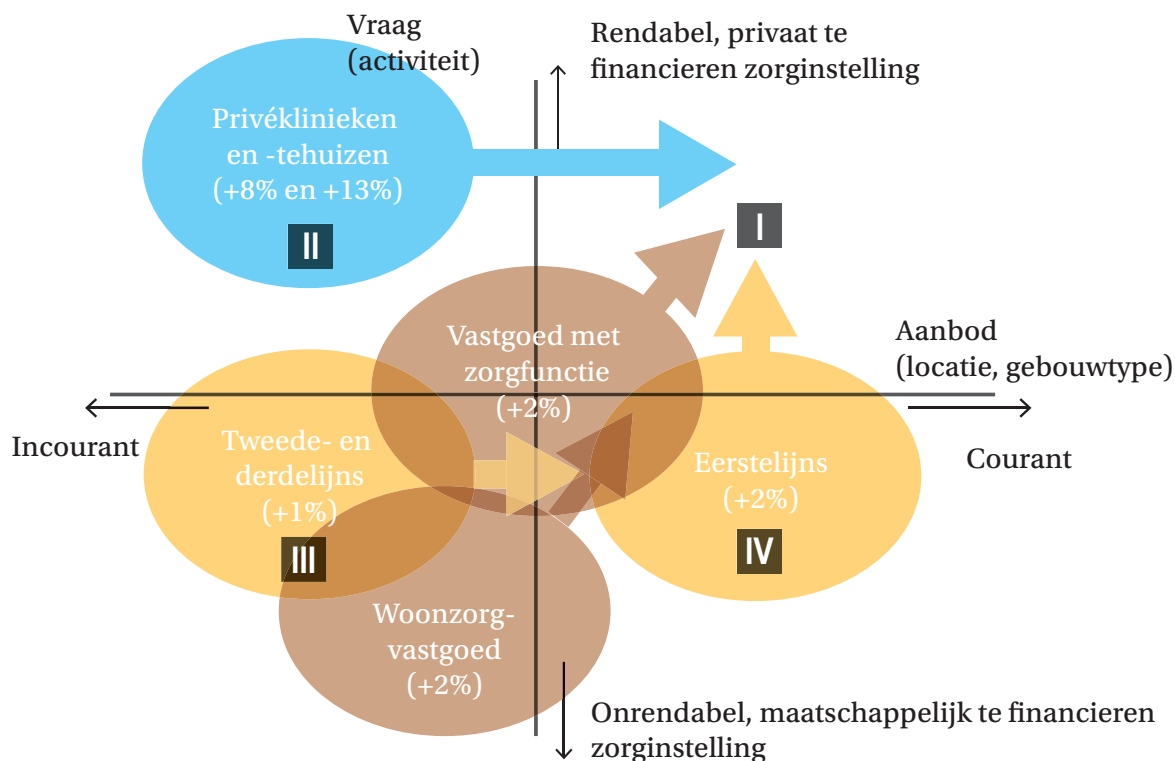 Vraag
(activiteit)
Rendabel, privaat te
financieren zorginstelling
Privéklinieken
en -tehuizen
(+8% en +13%)
II
I
Vastgoed met
zorgfunctie
(+2%)
Aanbod
(locatie, gebouwtype)
Incourant
Courant
Tweede- en
derdelijns
(+1%)
III
Eerstelijns
(+2%)
IV
Woonzorg-
vastgoed
(+2%)
Onrendabel, maatschappelijk te financieren
zorginstelling